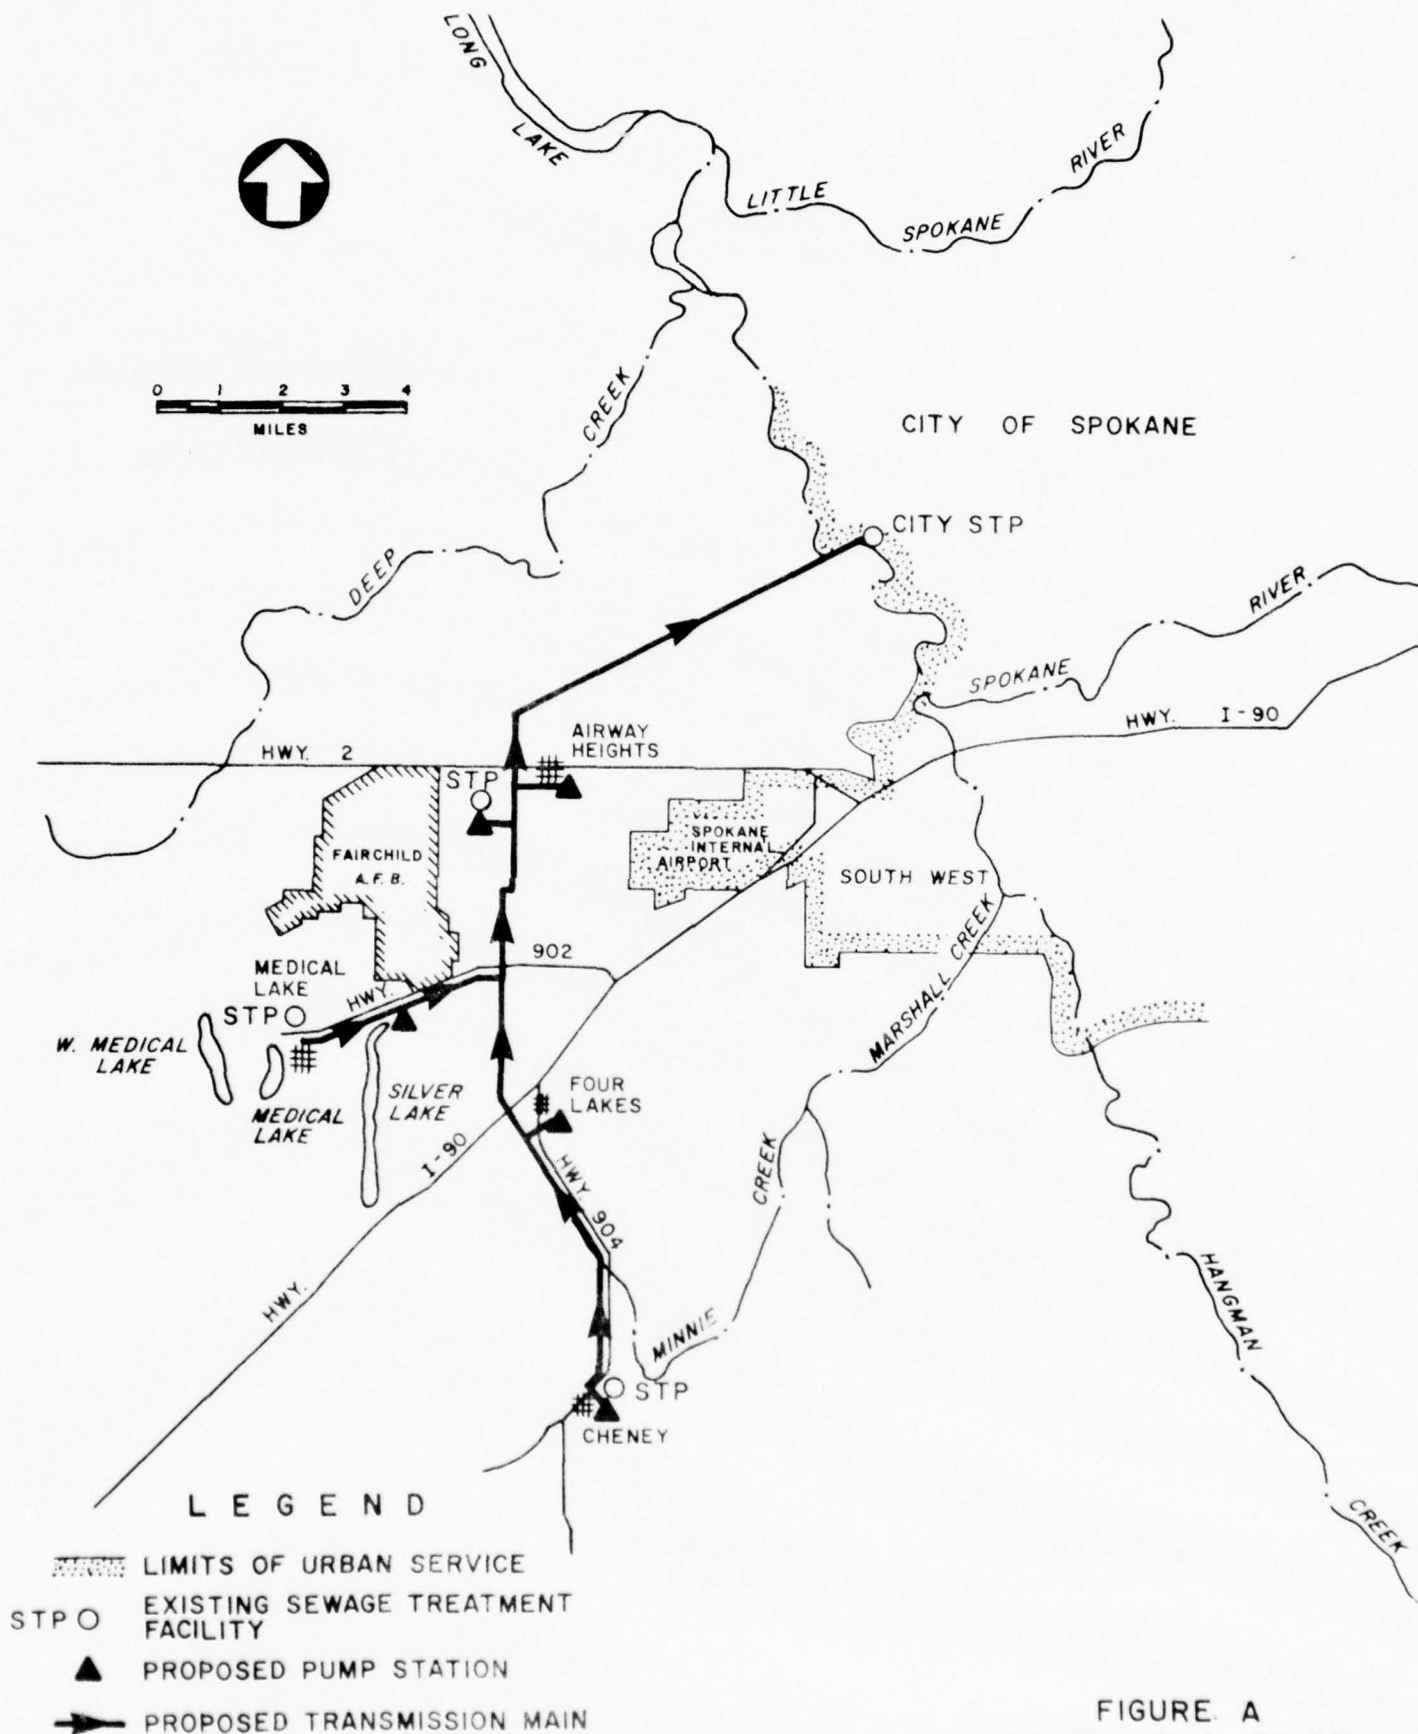 LONG
LAKE
LITTLE
SPOKANE
RIVER
0 1 2 3 4
MILES
CREEK
DEEP
CITY OF SPOKANE
CITY STP
RIVER
SPOKANE
HWY. I-90
AIRWAY
HEIGHTS
HWY. 2
STP
FAIRCHILD
A.F.B.
SPOKANE
INTERNAL
AIRPORT
SOUTH WEST
902
MEDICAL
LAKE
HWY.
STP
MARSHALL CREEK
W. MEDICAL
LAKE
MEDICAL
LAKE
SILVER
LAKE
FOUR
LAKES
I-90
HWY.
HWY. 904
CREEK
MINNIE
HANGMAN
CREEK
STP
CHENEY
LEGEND
LIMITS OF URBAN SERVICE
STP EXISTING SEWAGE TREATMENT
FACILITY
PROPOSED PUMP STATION
PROPOSED TRANSMISSION MAIN
FIGURE. A